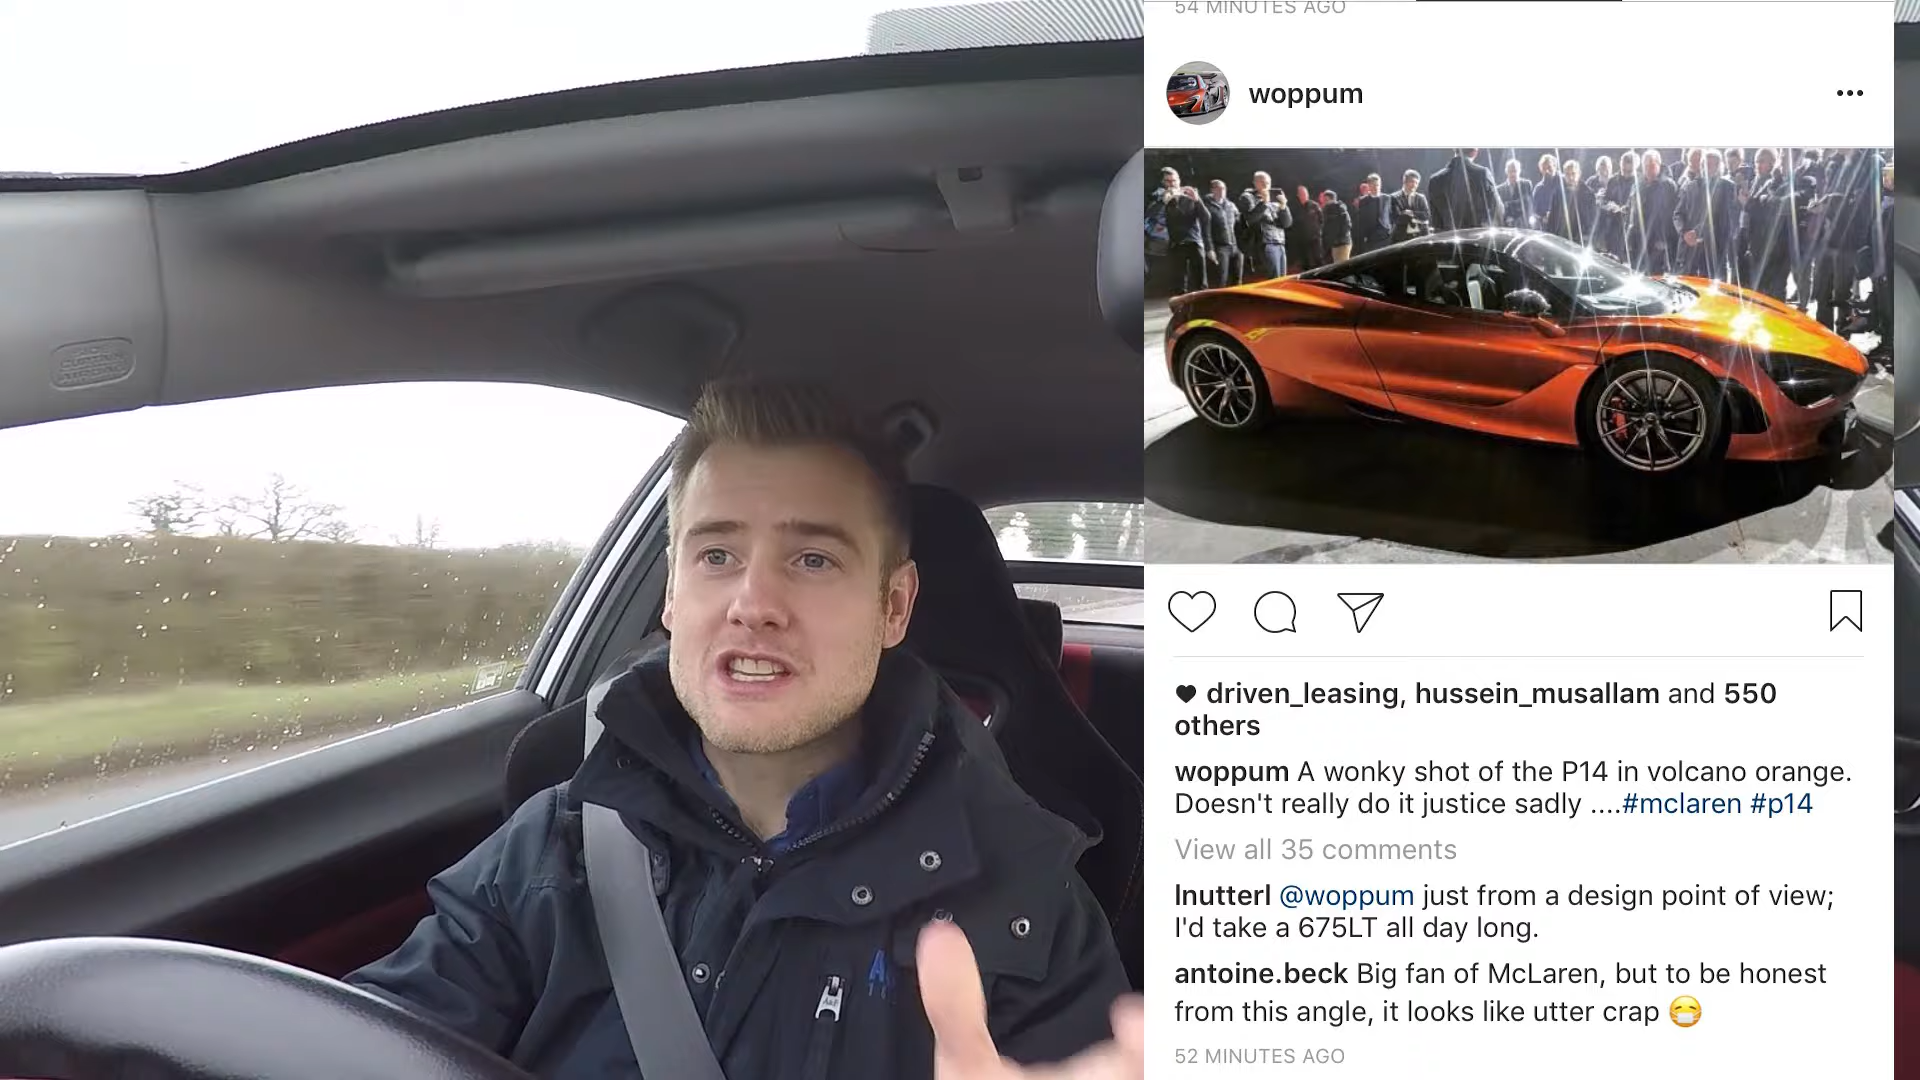 54 MINUTES AGO
woppum
driven_leasing, hussein_musallam and 550
others
woppum A wonky shot of the P14 in volcano orange.
Doesn't really do it justice sadly ....#mclaren #p14
View all 35 comments
lnutterl @woppum just from a design point of view;
I'd take a 675LT all day long.
antoine.beck Big fan of McLaren, but to be honest
from this angle, it looks like utter crap 😷
52 MINUTES AGO